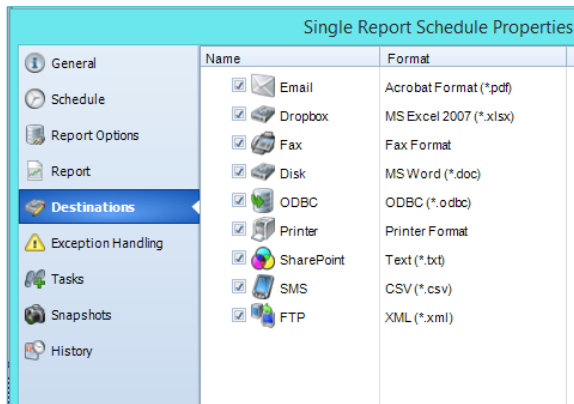 Single Report Schedule Properties
General
Schedule
Report Options
Report
Destinations
Exception Handling
Tasks
Snapshots
History
Name Format
Email Acrobat Format (*.pdf)
Dropbox MS Excel 2007 (*.xlsx)
Fax Fax Format
Disk MS Word (*.doc)
ODBC ODBC (*.odbc)
Printer Printer Format
SharePoint Text (*.txt)
SMS CSV (*.csv)
FTP XML (*.xml)